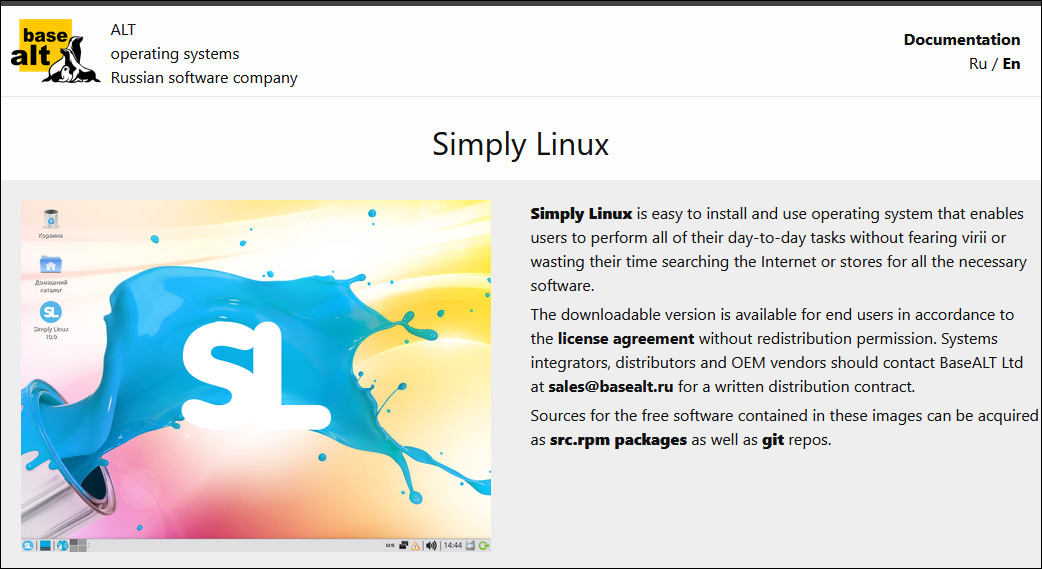 base
alt
ALT
operating systems
Russian software company
Documentation
Ru / En
Simply Linux
Корзина
Домашний
каталог
Simply Linux
10.0
SL
SL
us
14:44
Simply Linux is easy to install and use operating system that enables
users to perform all of their day-to-day tasks without fearing virii or
wasting their time searching the Internet or stores for all the necessary
software.
The downloadable version is available for end users in accordance to
the license agreement without redistribution permission. Systems
integrators, distributors and OEM vendors should contact BaseALT Ltd
at sales@basealt.ru for a written distribution contract.
Sources for the free software contained in these images can be acquired
as src.rpm packages as well as git repos.